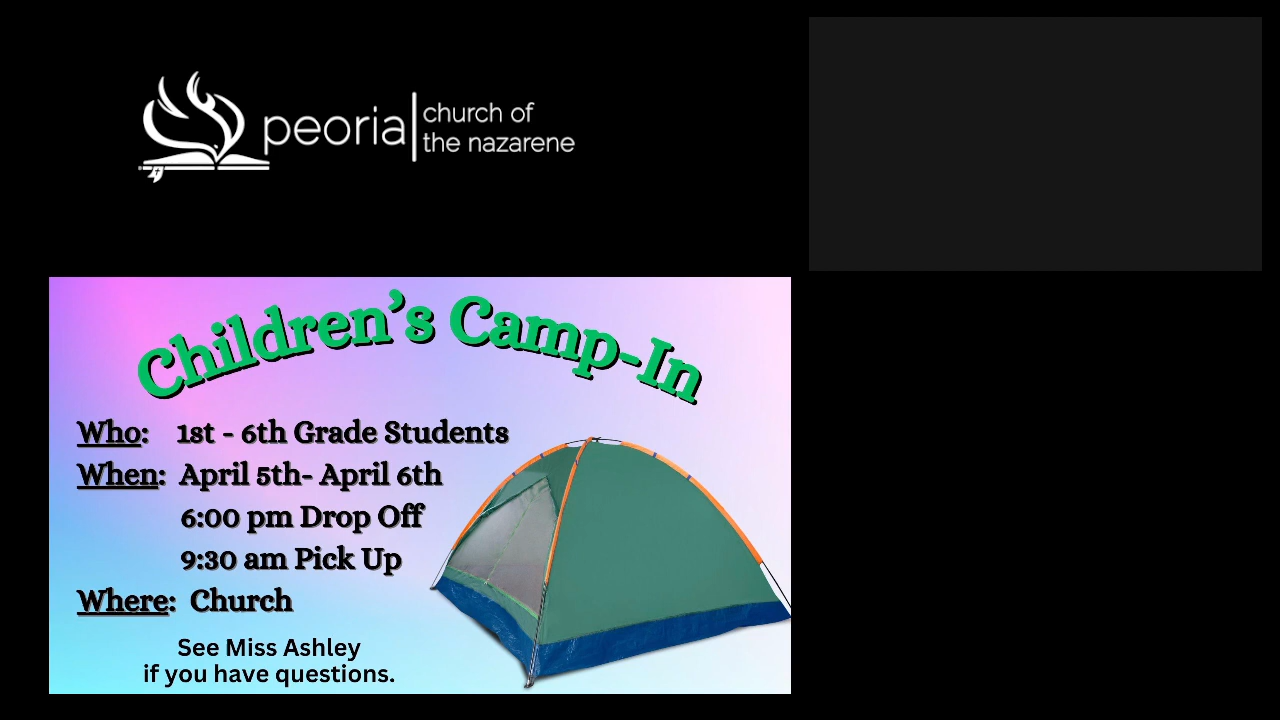 peoria
church of
the nazarene
Children's Camp-In
Who: 1st - 6th Grade Students
When: April 5th- April 6th
6:00 pm Drop Off
9:30 am Pick Up
Where: Church
See Miss Ashley
if you have questions.